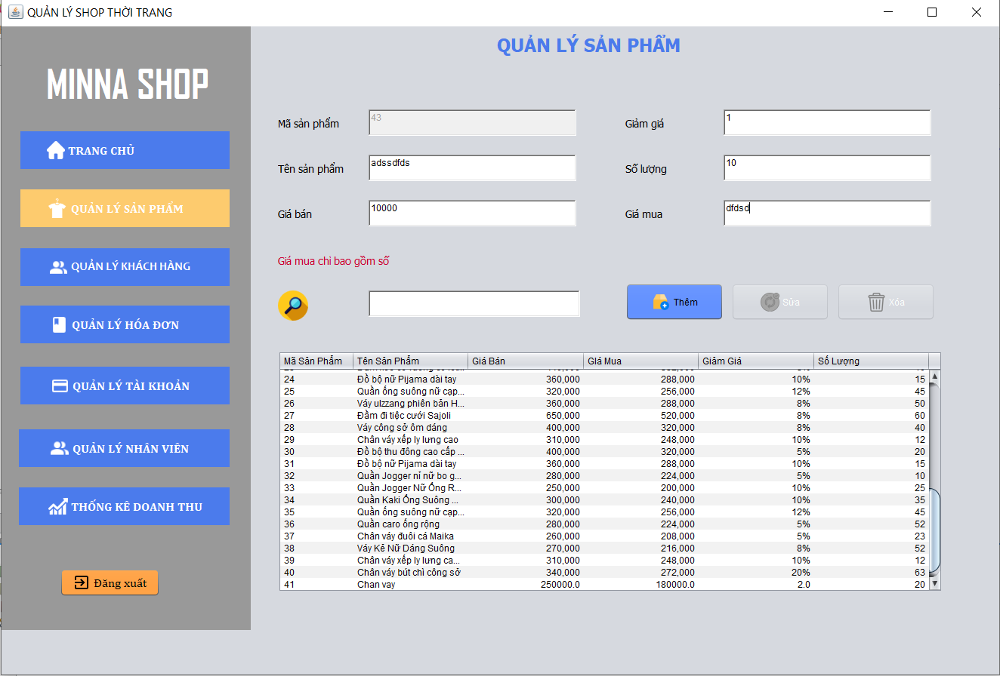 QUẢN LÝ SHOP THỜI TRANG
MINNA SHOP
TRANG CHỦ
QUẢN LÝ SẢN PHẨM
QUẢN LÝ KHÁCH HÀNG
QUẢN LÝ HÓA ĐƠN
QUẢN LÝ TÀI KHOẢN
QUẢN LÝ NHÂN VIÊN
THỐNG KÊ DOANH THU
Đăng xuất
QUẢN LÝ SẢN PHẨM
Mã sản phẩm 43 Giảm giá 1
Tên sản phẩm adssdfds Số lượng 10
Giá bán 10000 Giá mua dfdsd
Giá mua chỉ bao gồm số
Thêm Sửa Xóa
Mã Sản Phẩm Tên Sản Phẩm Giá Bán GIá Mua Giảm Giá Số Lượng
24 Đồ bộ nữ Pijama dài tay 360,000 288,000 10% 15
25 Quần ống suông nữ cạp... 320,000 256,000 12% 45
26 Váy ulzzang phiên bản H... 360,000 288,000 8% 50
27 Đầm đi tiệc cưới Sajoli 650,000 520,000 8% 60
28 Váy công sở ôm dáng 400,000 320,000 8% 40
29 Chân váy xếp ly lưng cao 310,000 248,000 10% 12
30 Đồ bộ thu đông cao cấp ... 400,000 320,000 5% 20
31 Đồ bộ nữ Pijama dài tay 360,000 288,000 10% 15
32 Quần Jogger nỉ nữ bo g... 280,000 224,000 5% 10
33 Quần Jogger Nữ Ống R... 250,000 200,000 10% 25
34 Quần Kaki Ống Suông ... 300,000 240,000 10% 35
35 Quần ống suông nữ cạp... 320,000 256,000 12% 45
36 Quần caro ống rộng 280,000 224,000 5% 52
37 Chân váy đuôi cá Maika 260,000 208,000 5% 23
38 Váy Kẻ Nữ Dáng Suông 270,000 216,000 8% 52
39 Chân váy xếp ly lưng ca... 310,000 248,000 10% 12
40 Chân váy bút chì công sở 340,000 272,000 20% 63
41 Chan vay 250000.0 180000.0 2.0 20